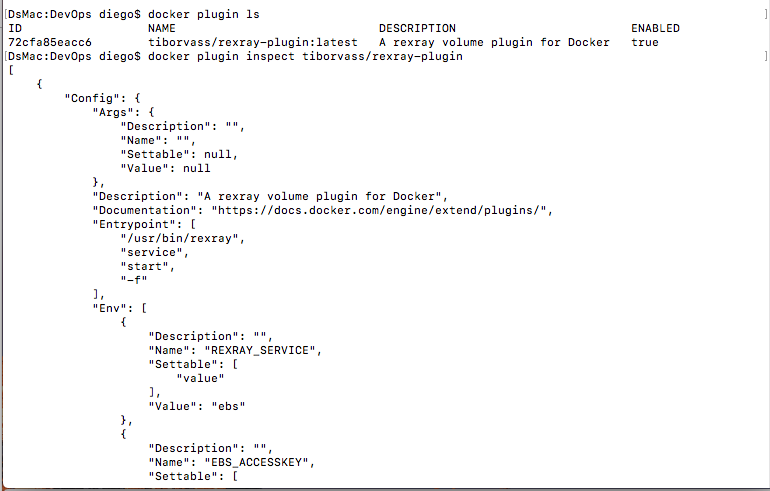 [DsMac:DevOps diego$ docker plugin ls ]
ID NAME DESCRIPTION ENABLED
72cfa85eacc6 tiborvass/rexray-plugin:latest A rexray volume plugin for Docker true
[DsMac:DevOps diego$ docker plugin inspect tiborvass/rexray-plugin ]
[
    {
        "Config": {
            "Args": {
                "Description": "",
                "Name": "",
                "Settable": null,
                "Value": null
            },
            "Description": "A rexray volume plugin for Docker",
            "Documentation": "https://docs.docker.com/engine/extend/plugins/",
            "Entrypoint": [
                "/usr/bin/rexray",
                "service",
                "start",
                "-f"
            ],
            "Env": [
                {
                    "Description": "",
                    "Name": "REXRAY_SERVICE",
                    "Settable": [
                        "value"
                    ],
                    "Value": "ebs"
                },
                {
                    "Description": "",
                    "Name": "EBS_ACCESSKEY",
                    "Settable": [